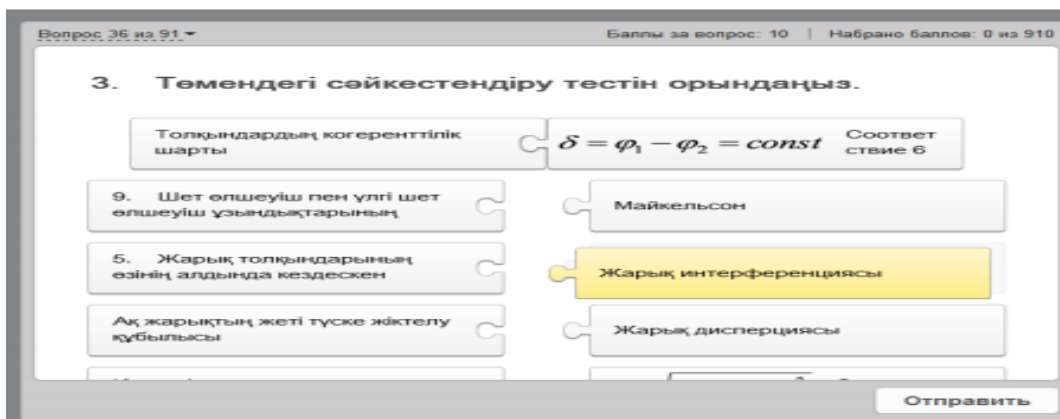 Вопрос 36 из 91
Баллы за вопрос: 10 | Набрано баллов: 0 из 910
3. Төмендегі сәйкестендіру тестін орындаңыз.
Толқындардың когеренттілік
шарты
δ = φ₁ − φ₂ = const
Соответ
ствие 6
9. Шет өлшеуіш пен үлгі шет
өлшеуіш ұзындықтарының
Майкельсон
5. Жарық толқындарының
өзінің алдында кездескен
Жарық интерференциясы
Ақ жарықтың жеті түске жіктелу
құбылысы
Жарық дисперциясы
Отправить